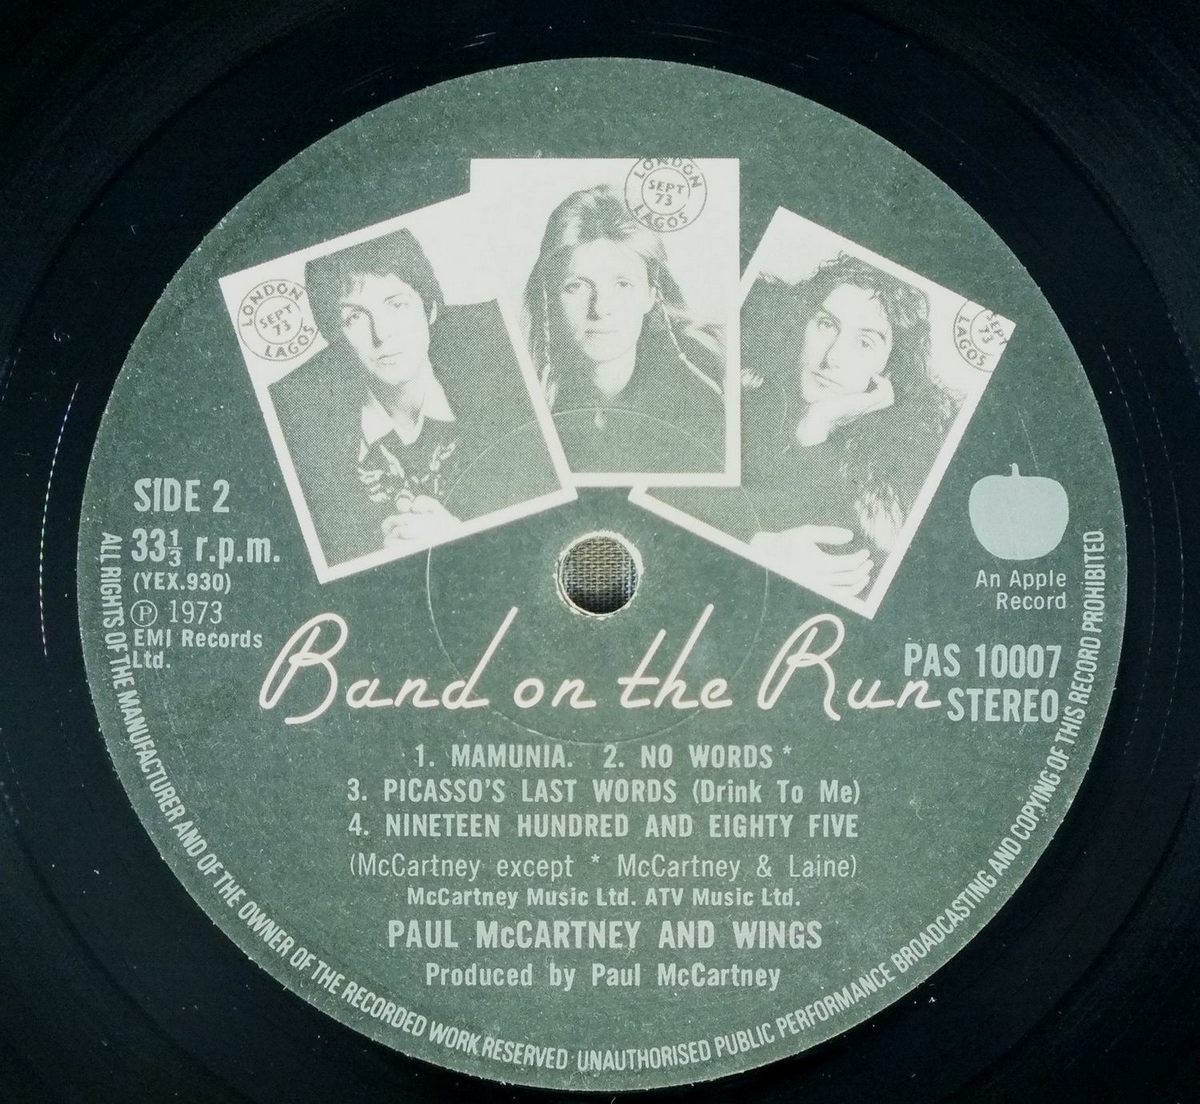 LONDON
SEPT
73
LAGOS
LONDON
SEPT
73
LAGOS
LONDON
SEPT
73
LAGOS
SIDE 2
33⅓ r.p.m.
(YEX.930)
Ⓟ 1973
EMI Records
Ltd.
An Apple
Record
PAS 10007
STEREO
Band on the Run
1. MAMUNIA. 2. NO WORDS *
3. PICASSO'S LAST WORDS (Drink To Me)
4. NINETEEN HUNDRED AND EIGHTY FIVE
(McCartney except * McCartney & Laine)
McCartney Music Ltd. ATV Music Ltd.
PAUL McCARTNEY AND WINGS
Produced by Paul McCartney
ALL RIGHTS OF THE MANUFACTURER AND OF THE OWNER OF THE RECORDED WORK RESERVED UNAUTHORISED PUBLIC PERFORMANCE BROADCASTING AND COPYING OF THIS RECORD PROHIBITED